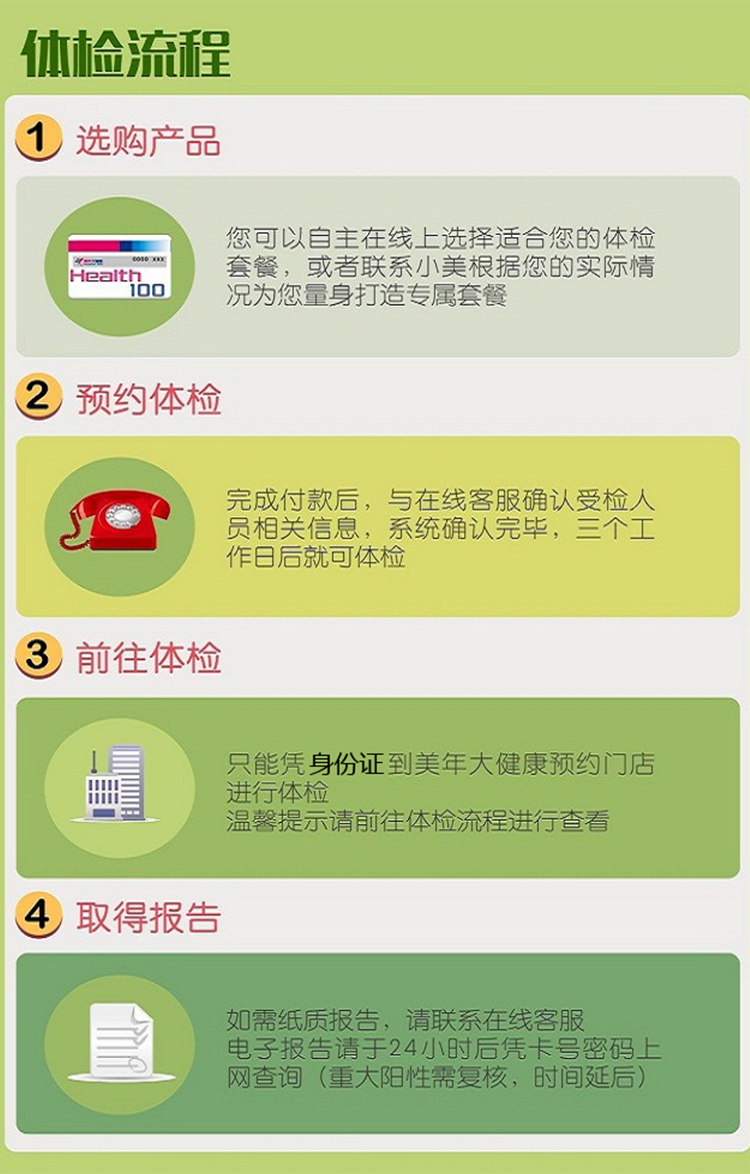 体检流程
1 选购产品
0000 XXX
Health
100
您可以自主在线上选择适合您的体检
套餐，或者联系小美根据您的实际情
况为您量身打造专属套餐
2 预约体检
完成付款后，与在线客服确认受检人
员相关信息，系统确认完毕，三个工
作日后就可体检
3 前往体检
只能凭身份证到美年大健康预约门店
进行体检
温馨提示请前往体检流程进行查看
4 取得报告
如需纸质报告，请联系在线客服
电子报告请于24小时后凭卡号密码上
网查询（重大阳性需复核，时间延后）